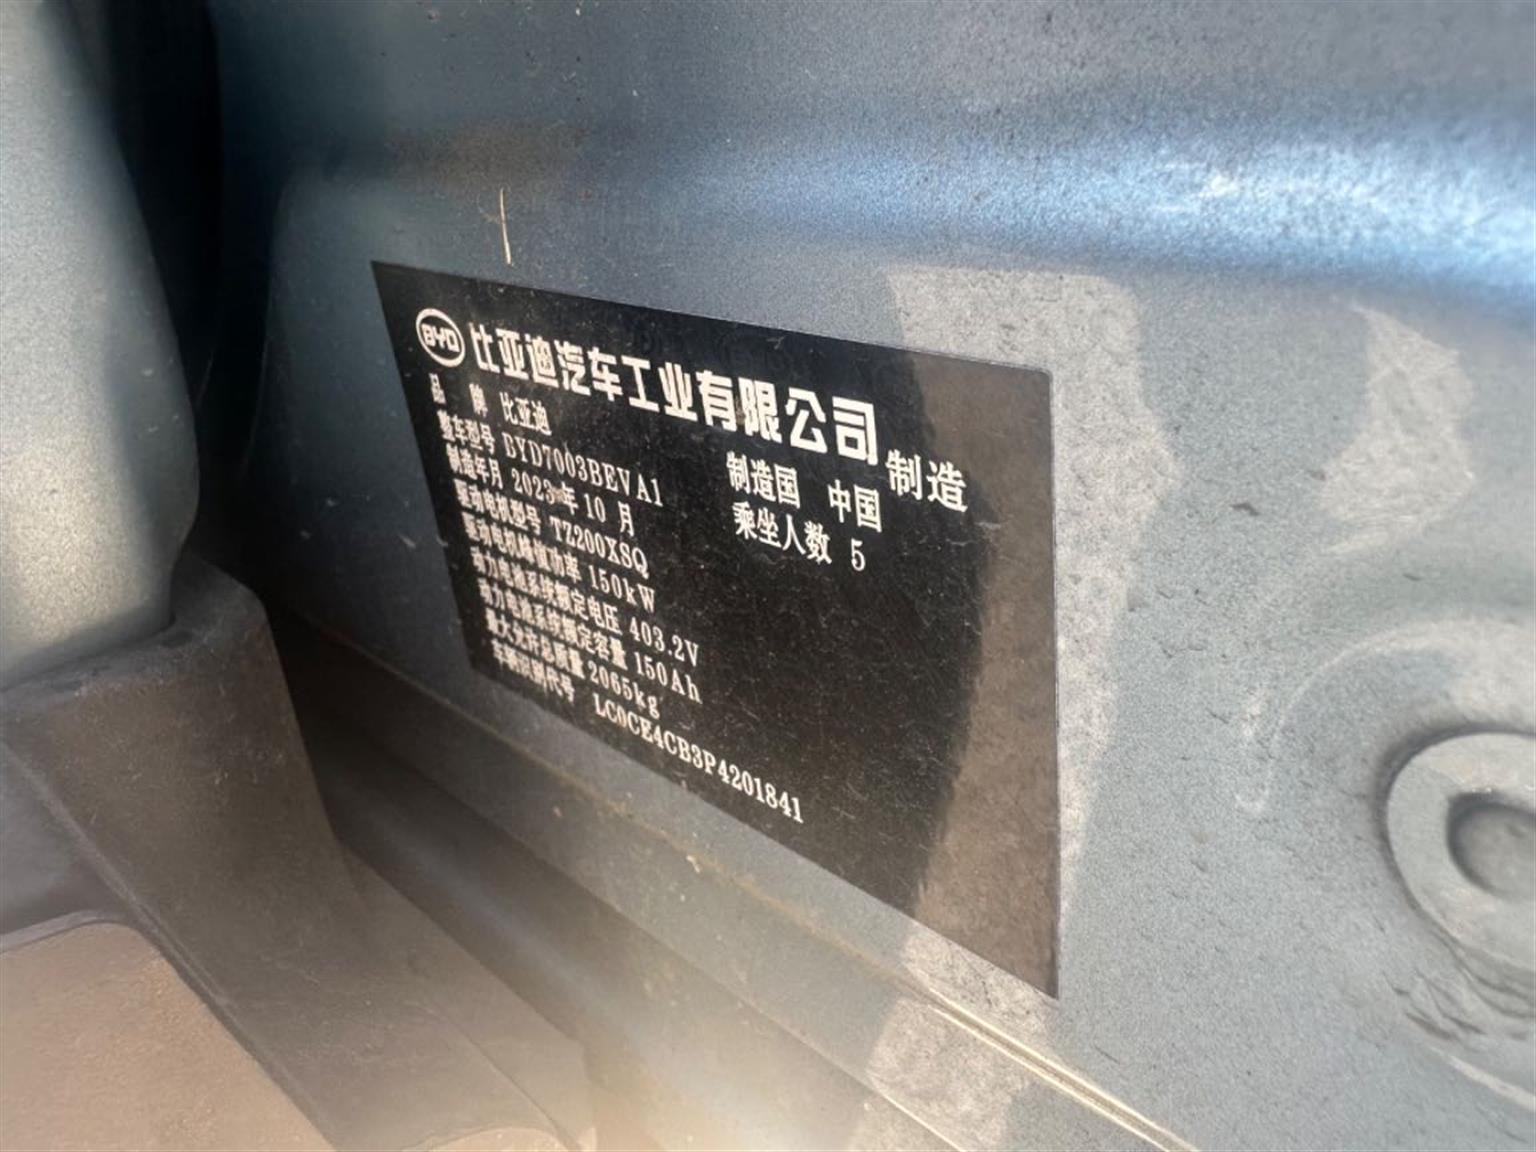 BYD 比亚迪汽车工业有限公司 制造
品 牌 比亚迪
整车型号 BYD7003BEVA1 制造国 中国
制造年月 2023年10月 乘坐人数 5
驱动电机型号 TZ200XSQ
驱动电机峰值功率 150kW
动力电池系统额定电压 403.2V
动力电池系统额定容量 150Ah
最大允许总质量 2065kg
车辆识别代号 LC0CE4CB3P4201841